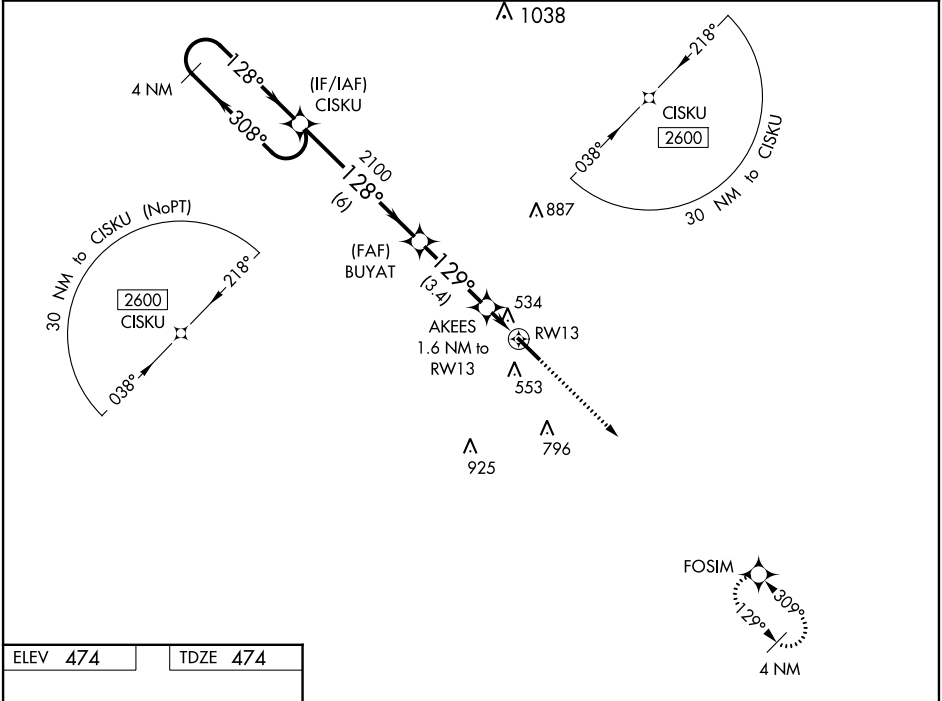 1038
4 NM
128°
308°
(IF/IAF)
CISKU
2100
128°
(6)
218°
CISKU
2600
038°
30 NM to CISKU
887
30 NM to CISKU (NoPT)
218°
2600
CISKU
038°
(FAF)
BUYAT
129°
(3.4)
534
AKEES
1.6 NM to
RW13
RW13
553
796
925
FOSIM
309°
129°
4 NM
ELEV 474
TDZE 474